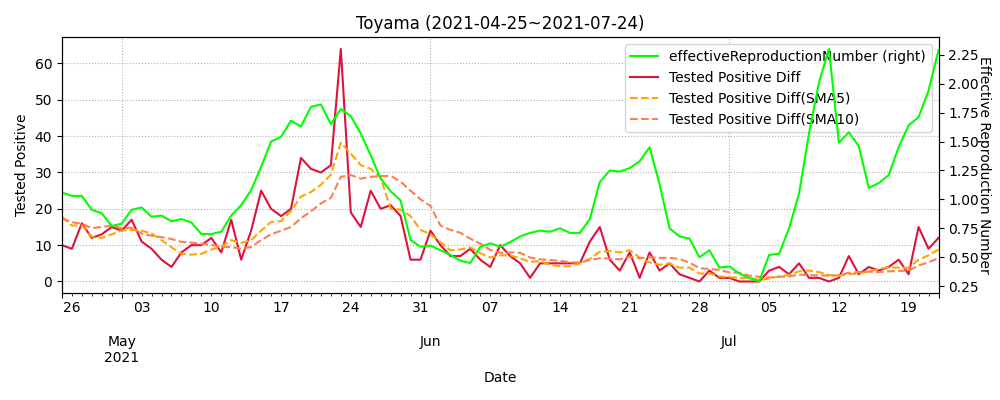 Toyama (2021-04-25~2021-07-24)
effectiveReproductionNumber (right)
Tested Positive Diff
Tested Positive Diff(SMA5)
Tested Positive Diff(SMA10)
Tested Positive
60
50
40
30
20
10
0
Effective Reproduction Number
2.25
2.00
1.75
1.50
1.25
1.00
0.75
0.50
0.25
26 03 10 17 24 31 07 14 21 28 05 12 19
May Jun Jul
2021
Date